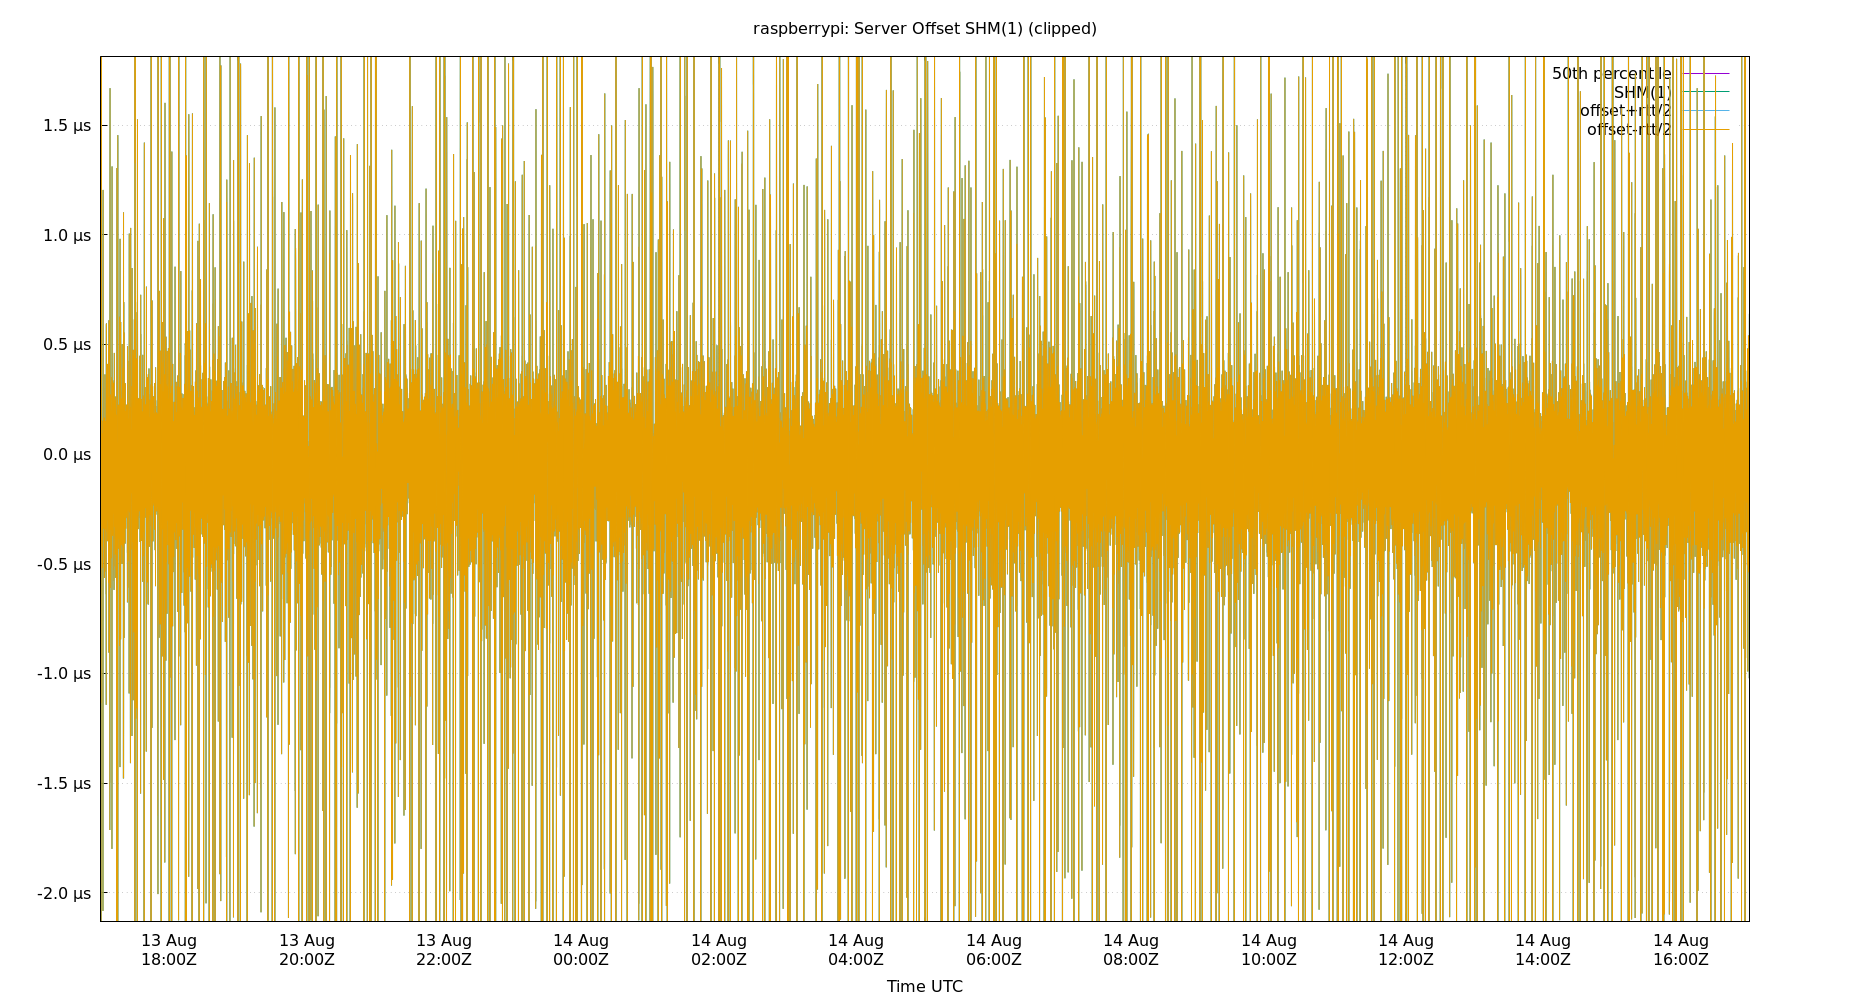 raspberrypi: Server Offset SHM(1) (clipped)
50th percentile
SHM(1)
offset+rtt/2
offset-rtt/2
1.5 µs
1.0 µs
0.5 µs
0.0 µs
-0.5 µs
-1.0 µs
-1.5 µs
-2.0 µs
13 Aug 13 Aug 13 Aug 14 Aug 14 Aug 14 Aug 14 Aug 14 Aug 14 Aug 14 Aug 14 Aug 14 Aug
18:00Z 20:00Z 22:00Z 00:00Z 02:00Z 04:00Z 06:00Z 08:00Z 10:00Z 12:00Z 14:00Z 16:00Z
Time UTC